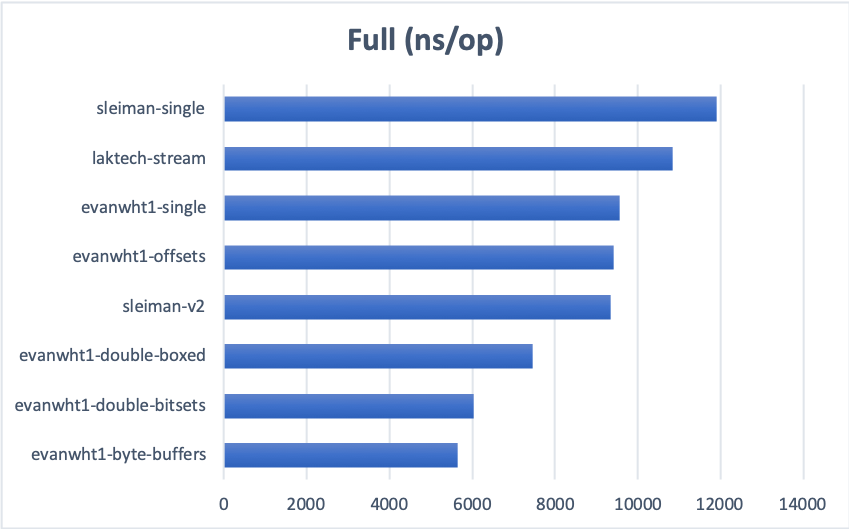 Full (ns/op)
sleiman-single
laktech-stream
evanwht1-single
evanwht1-offsets
sleiman-v2
evanwht1-double-boxed
evanwht1-double-bitsets
evanwht1-byte-buffers
0 2000 4000 6000 8000 10000 12000 14000